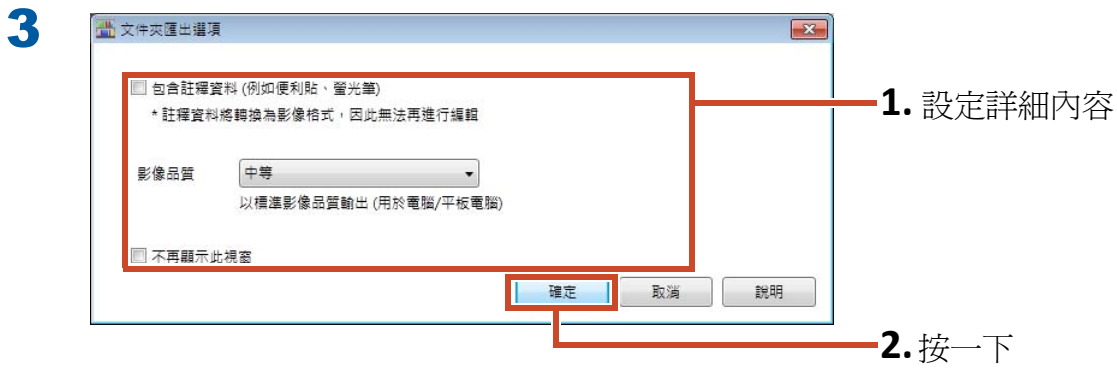 3
文件夾匯出選項
包含註釋資料 (例如便利貼、螢光筆)
* 註釋資料將轉換為影像格式，因此無法再進行編輯
1. 設定詳細內容
影像品質 中等
以標準影像品質輸出 (用於電腦/平板電腦)
不再顯示此視窗
確定 取消 說明
2. 按一下